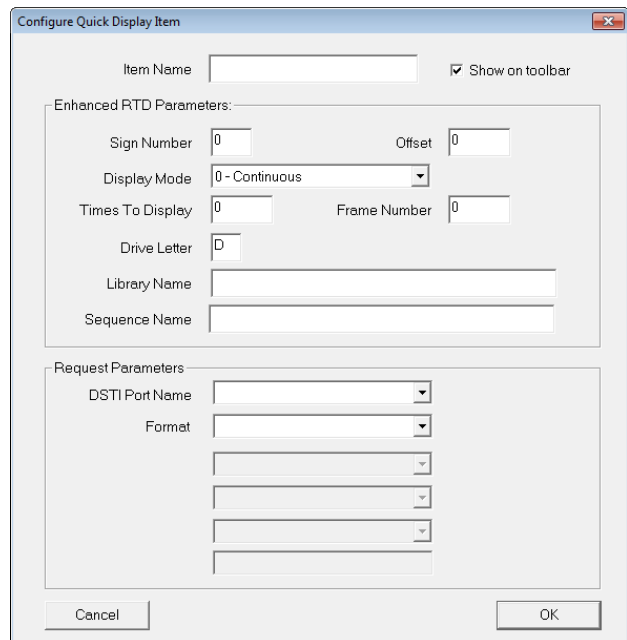 Configure Quick Display Item
Item Name
Show on toolbar
Enhanced RTD Parameters:
Sign Number 0 Offset 0
Display Mode 0 - Continuous
Times To Display 0 Frame Number 0
Drive Letter D
Library Name
Sequence Name
Request Parameters
DSTI Port Name
Format
Cancel OK